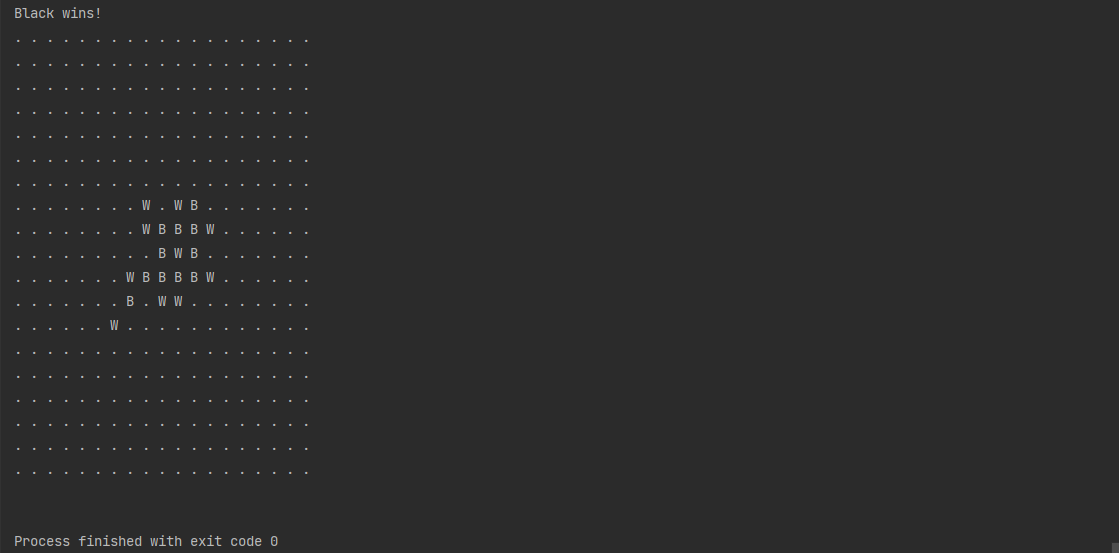 Black wins!
. . . . . . . . . . . . . . . . . . .
. . . . . . . . . . . . . . . . . . .
. . . . . . . . . . . . . . . . . . .
. . . . . . . . . . . . . . . . . . .
. . . . . . . . . . . . . . . . . . .
. . . . . . . . . . . . . . . . . . .
. . . . . . . . . . . . . . . . . . .
. . . . . . . . W . W B . . . . . . .
. . . . . . . . W B B B W . . . . . .
. . . . . . . . . B W B . . . . . . .
. . . . . . . W B B B B W . . . . . .
. . . . . . . B . W W . . . . . . . .
. . . . . . W . . . . . . . . . . . .
. . . . . . . . . . . . . . . . . . .
. . . . . . . . . . . . . . . . . . .
. . . . . . . . . . . . . . . . . . .
. . . . . . . . . . . . . . . . . . .
. . . . . . . . . . . . . . . . . . .
. . . . . . . . . . . . . . . . . . .
Process finished with exit code 0